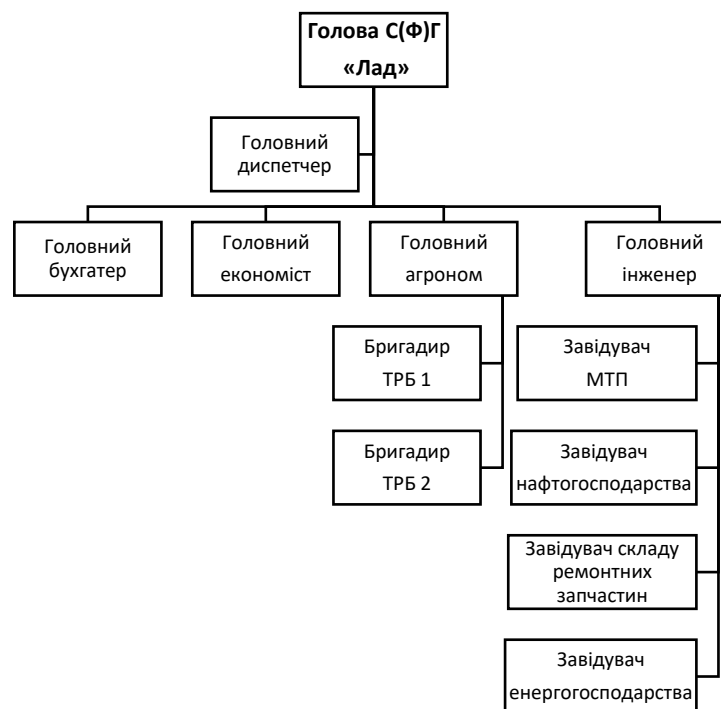 Голова С(Ф)Г
«Лад»
Головний
диспетчер
Головний
бухгатер
Головний
економіст
Головний
агроном
Головний
інженер
Бригадир
ТРБ 1
Завідувач
МТП
Бригадир
ТРБ 2
Завідувач
нафтогосподарства
Завідувач складу
ремонтних
запчастин
Завідувач
енергогосподарства